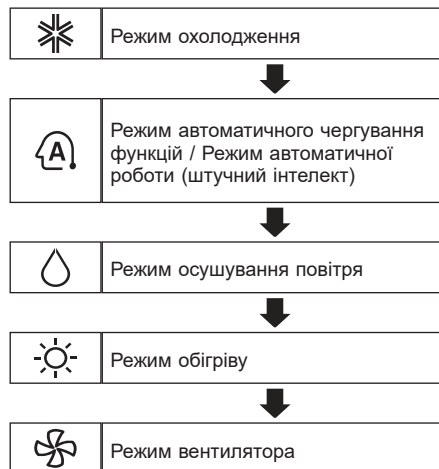 Режим охолодження
A
Режим автоматичного чергування
функцій / Режим автоматичної
роботи (штучний інтелект)
Режим осушування повітря
Режим обігріву
Режим вентилятора